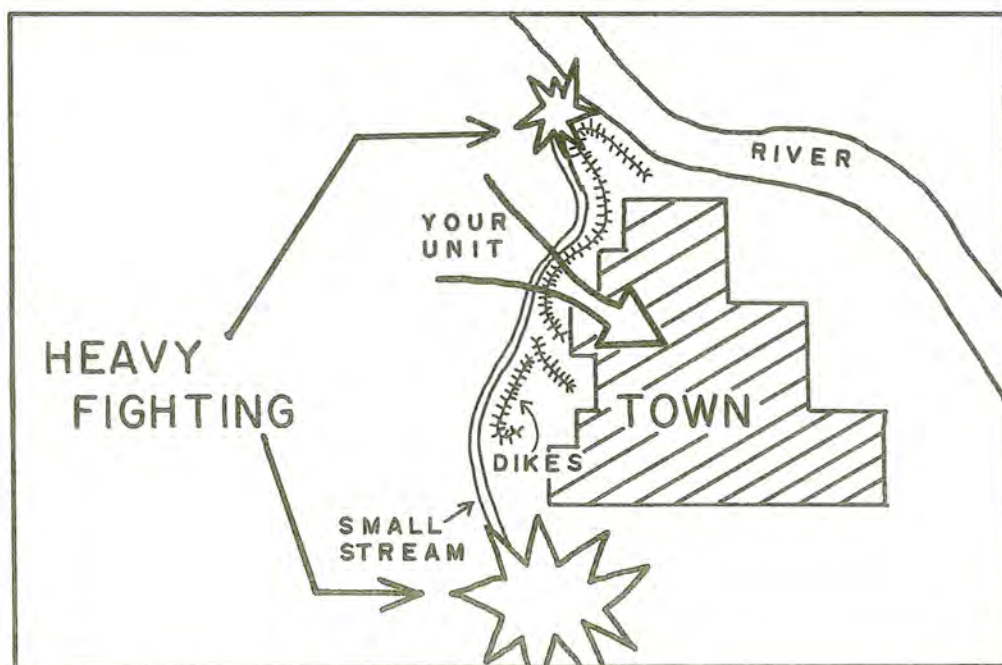 RIVER
YOUR
UNIT
HEAVY
FIGHTING
TOWN
DIKES
SMALL
STREAM